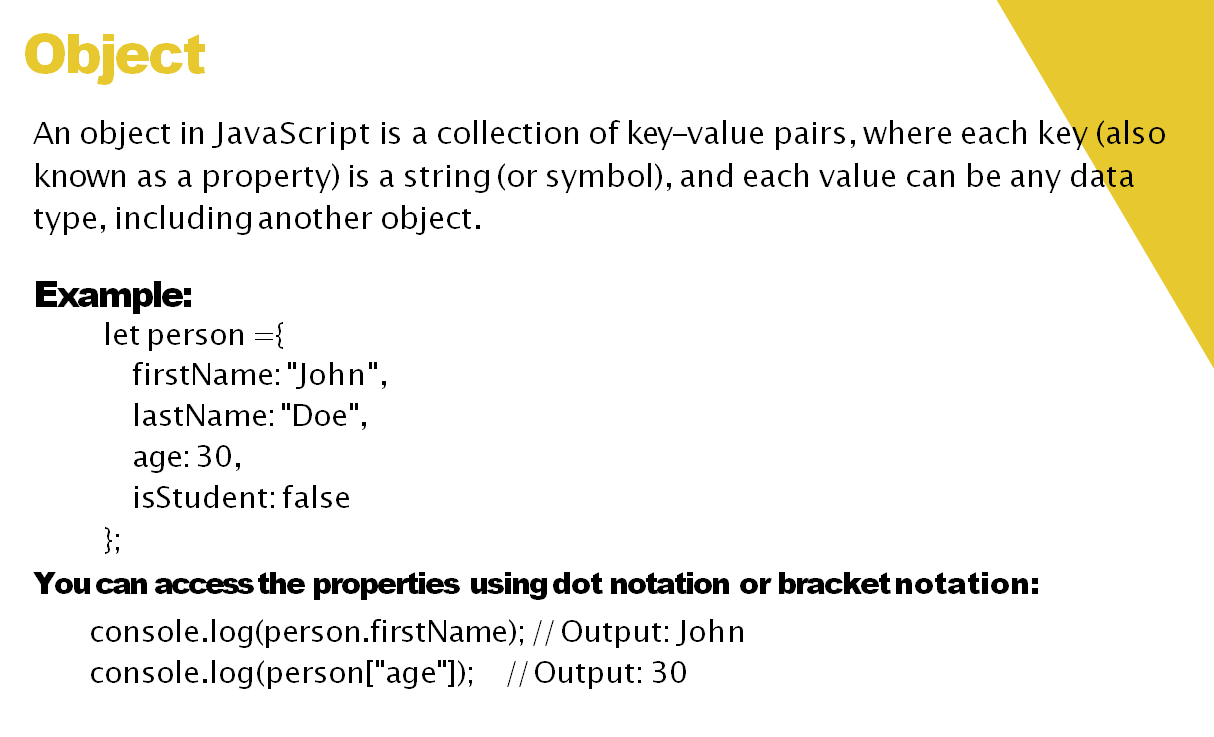 Object
An object in JavaScript is a collection of key-value pairs, where each key (also
known as a property) is a string (or symbol), and each value can be any data
type, including another object.
Example:
let person ={
firstName: "John",
lastName: "Doe",
age: 30,
isStudent: false
};
You can access the properties using dot notation or bracket notation:
console.log(person.firstName); // Output: John
console.log(person["age"]); // Output: 30